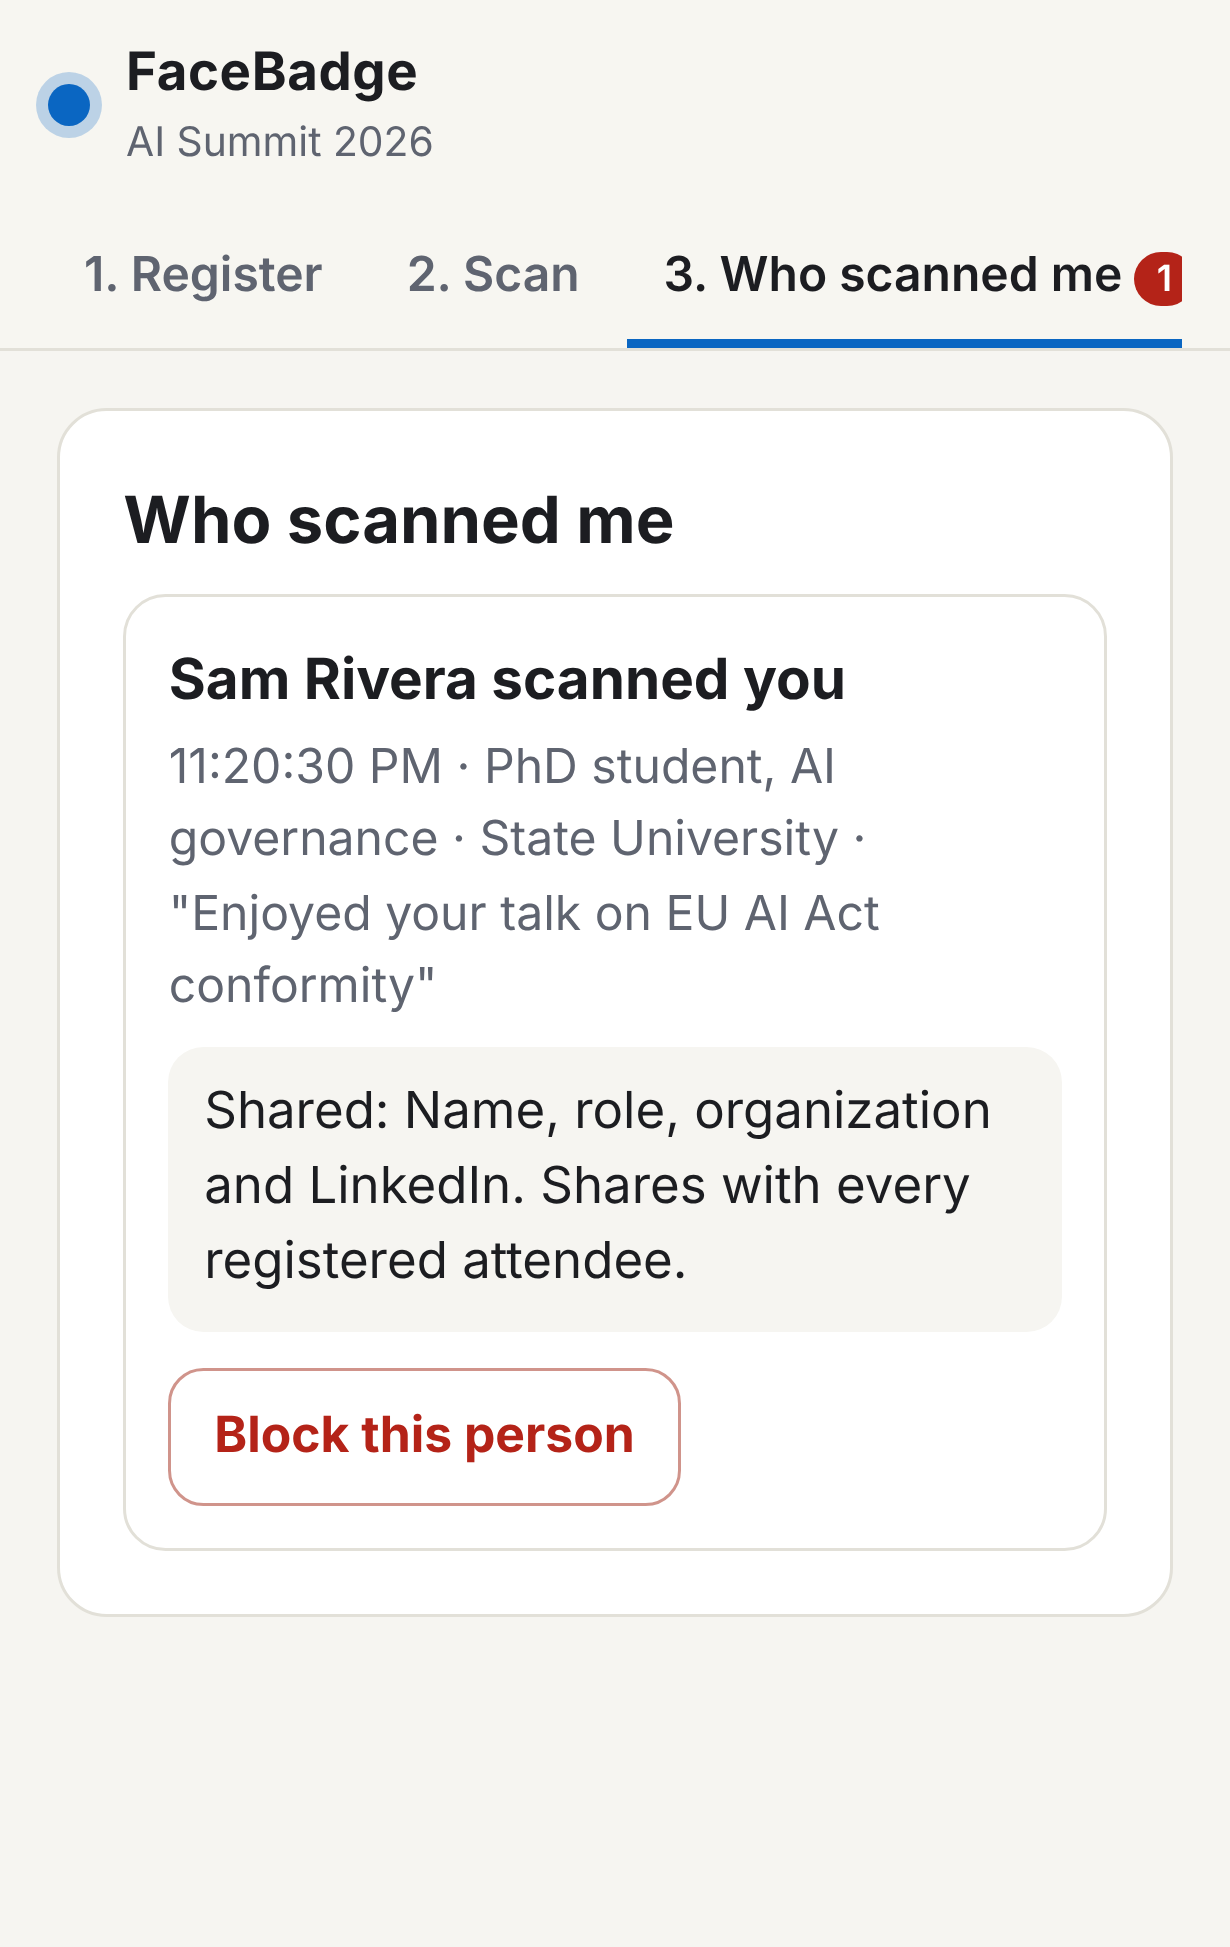 FaceBadge
AI Summit 2026
1. Register 2. Scan 3. Who scanned me 1
Who scanned me
Sam Rivera scanned you
11:20:30 PM · PhD student, AI
governance · State University ·
"Enjoyed your talk on EU AI Act
conformity"
Shared: Name, role, organization
and LinkedIn. Shares with every
registered attendee.
Block this person